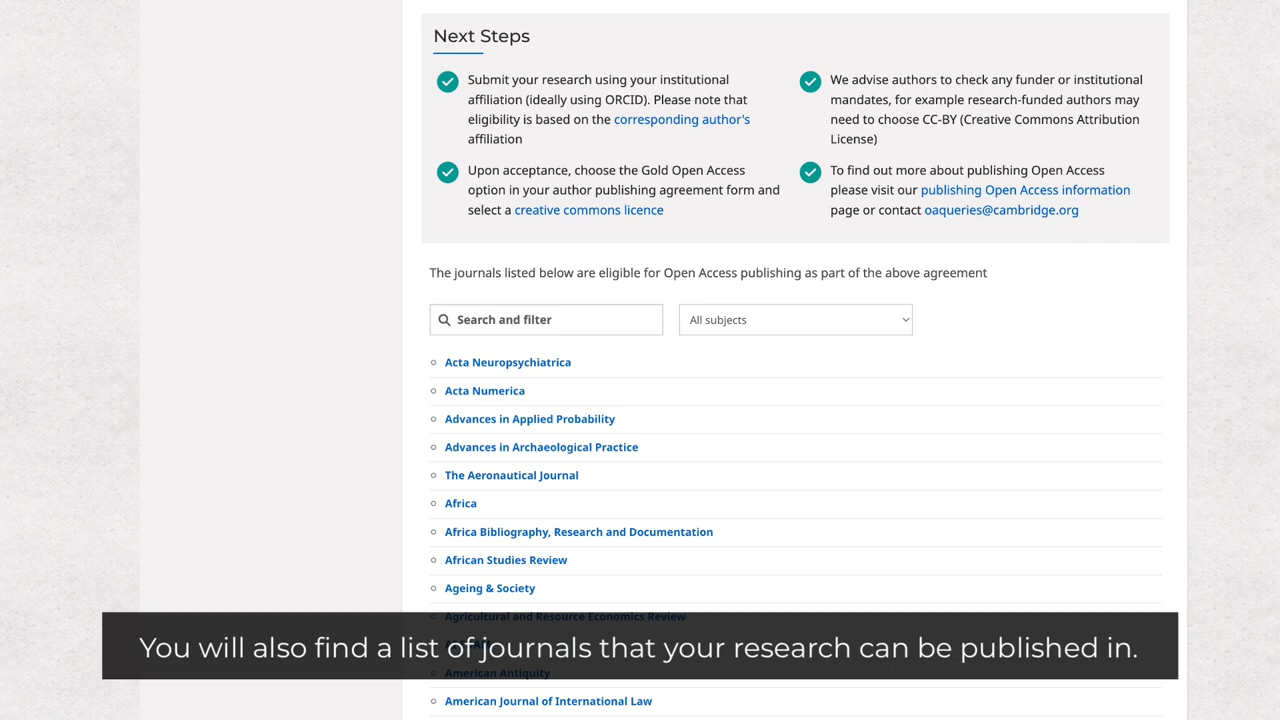 Next Steps
Submit your research using your institutional
affiliation (ideally using ORCID). Please note that
eligibility is based on the corresponding author's
affiliation
We advise authors to check any funder or institutional
mandates, for example research-funded authors may
need to choose CC-BY (Creative Commons Attribution
License)
Upon acceptance, choose the Gold Open Access
option in your author publishing agreement form and
select a creative commons licence
To find out more about publishing Open Access
please visit our publishing Open Access information
page or contact oaqueries@cambridge.org
The journals listed below are eligible for Open Access publishing as part of the above agreement
Search and filter
All subjects
Acta Neuropsychiatrica
Acta Numerica
Advances in Applied Probability
Advances in Archaeological Practice
The Aeronautical Journal
Africa
Africa Bibliography, Research and Documentation
African Studies Review
Ageing & Society
Agricultural and Resource Economics Review
You will also find a list of journals that your research can be published in.
American Antiquity
American Journal of International Law